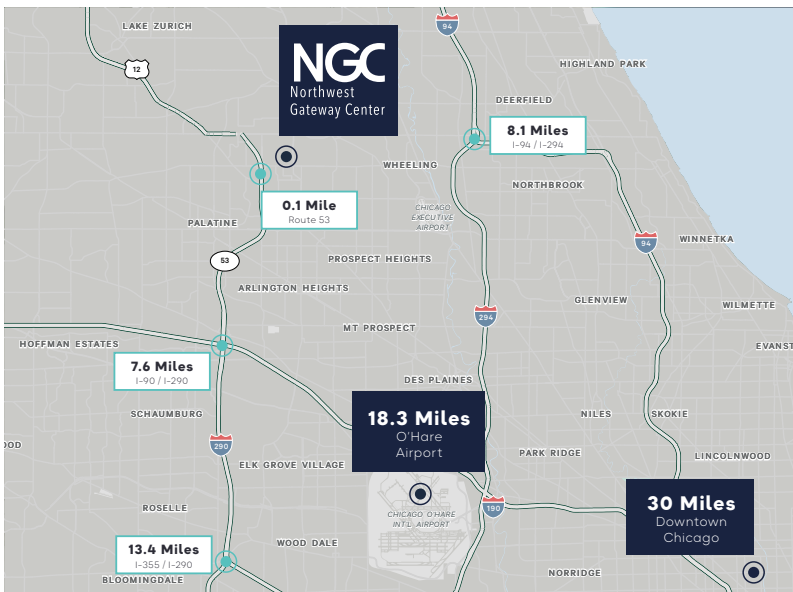 LAKE ZURICH
94
12
NGC
Northwest
Gateway Center
HIGHLAND PARK
DEERFIELD
8.1 Miles
I-94 / I-294
WHEELING
NORTHBROOK
0.1 Mile
Route 53
CHICAGO
EXECUTIVE
AIRPORT
PALATINE
94
WINNETKA
53
PROSPECT HEIGHTS
ARLINGTON HEIGHTS
GLENVIEW
WILMETTE
294
MT PROSPECT
HOFFMAN ESTATES
EVANST
7.6 Miles
I-90 / I-290
DES PLAINES
SCHAUMBURG
18.3 Miles
O'Hare
Airport
NILES
SKOKIE
OOD
290
PARK RIDGE
LINCOLNWOOD
ELK GROVE VILLAGE
ROSELLE
CHICAGO O'HARE
INT'L AIRPORT
190
30 Miles
Downtown
Chicago
WOOD DALE
13.4 Miles
I-355 / I-290
BLOOMINGDALE
NORRIDGE